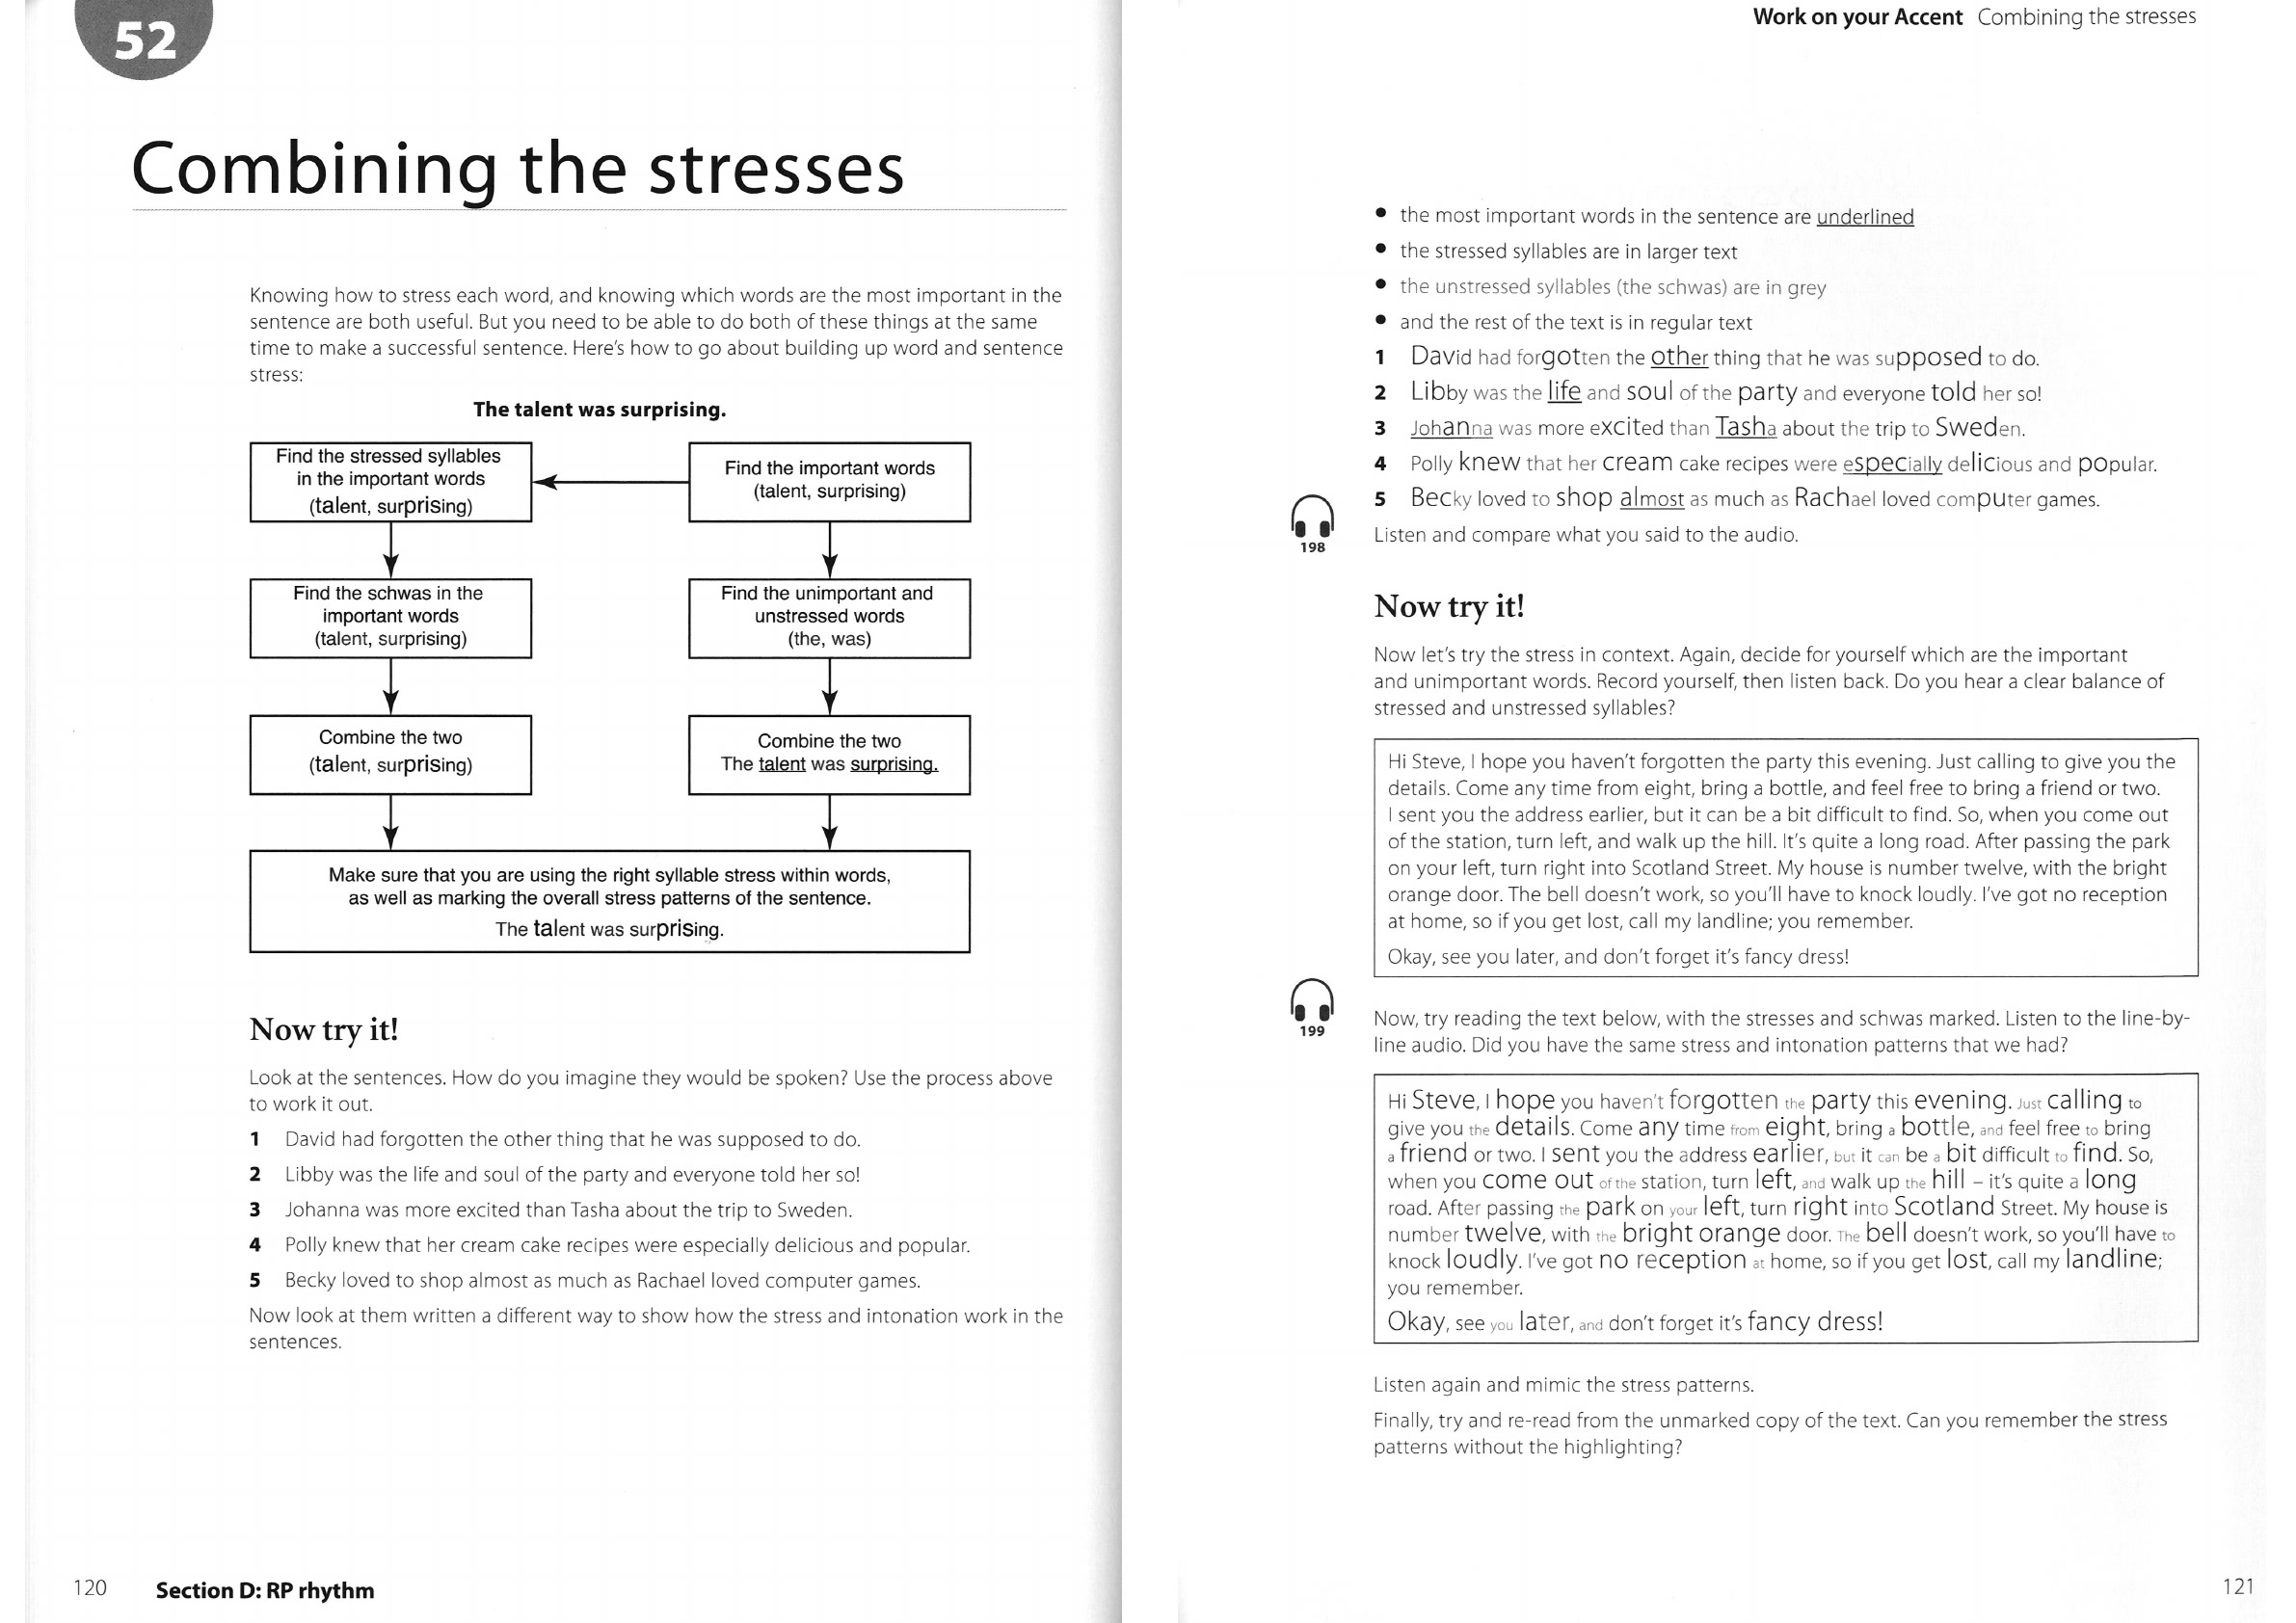 52
Combining the stresses
Knowing how to stress each word, and knowing which words are the most important in the
sentence are both useful. But you need to be able to do both of these things at the same
time to make a successful sentence. Here's how to go about building up word and sentence
stress:
The talent was surprising.
Find the stressed syllables
in the important words
(talent, surprising)
Find the important words
(talent, surprising)
Find the schwas in the
important words
(talent, surprising)
Find the unimportant and
unstressed words
(the, was)
Combine the two
(talent, surprising)
Combine the two
The talent was surprising.
Make sure that you are using the right syllable stress within words,
as well as marking the overall stress patterns of the sentence.
The talent was surprising.
Now try it!
Look at the sentences. How do you imagine they would be spoken? Use the process above
to work it out.
1 David had forgotten the other thing that he was supposed to do.
2 Libby was the life and soul of the party and everyone told her so!
3 Johanna was more excited than Tasha about the trip to Sweden.
4 Polly knew that her cream cake recipes were especially delicious and popular.
5 Becky loved to shop almost as much as Rachael loved computer games.
Now look at them written a different way to show how the stress and intonation work in the
sentences.
120 Section D: RP rhythm
Work on your Accent Combining the stresses
• the most important words in the sentence are underlined
• the stressed syllables are in larger text
• the unstressed syllables (the schwas) are in grey
• and the rest of the text is in regular text
1 David had forgotten the other thing that he was supposed to do.
2 Libby was the life and soul of the party and everyone told her so!
3 Johanna was more excited than Tasha about the trip to Sweden.
4 Polly knew that her cream cake recipes were especially delicious and popular.
5 Becky loved to shop almost as much as Rachael loved computer games.
198
Listen and compare what you said to the audio.
Now try it!
Now let's try the stress in context. Again, decide for yourself which are the important
and unimportant words. Record yourself, then listen back. Do you hear a clear balance of
stressed and unstressed syllables?
Hi Steve, I hope you haven't forgotten the party this evening. Just calling to give you the
details. Come any time from eight, bring a bottle, and feel free to bring a friend or two.
I sent you the address earlier, but it can be a bit difficult to find. So, when you come out
of the station, turn left, and walk up the hill. It's quite a long road. After passing the park
on your left, turn right into Scotland Street. My house is number twelve, with the bright
orange door. The bell doesn't work, so you'll have to knock loudly. I've got no reception
at home, so if you get lost, call my landline; you remember.
Okay, see you later, and don't forget it's fancy dress!
199
Now, try reading the text below, with the stresses and schwas marked. Listen to the line-by-
line audio. Did you have the same stress and intonation patterns that we had?
Hi Steve, I hope you haven't forgotten the party this evening. Just calling to
give you the details. Come any time from eight, bring a bottle, and feel free to bring
a friend or two. I sent you the address earlier, but it can be a bit difficult to find. So,
when you come out of the station, turn left, and walk up the hill – it's quite a long
road. After passing the park on your left, turn right into Scotland Street. My house is
number twelve, with the bright orange door. The bell doesn't work, so you'll have to
knock loudly. I've got no reception at home, so if you get lost, call my landline;
you remember.
Okay, see you later, and don't forget it's fancy dress!
Listen again and mimic the stress patterns.
Finally, try and re-read from the unmarked copy of the text. Can you remember the stress
patterns without the highlighting?
121